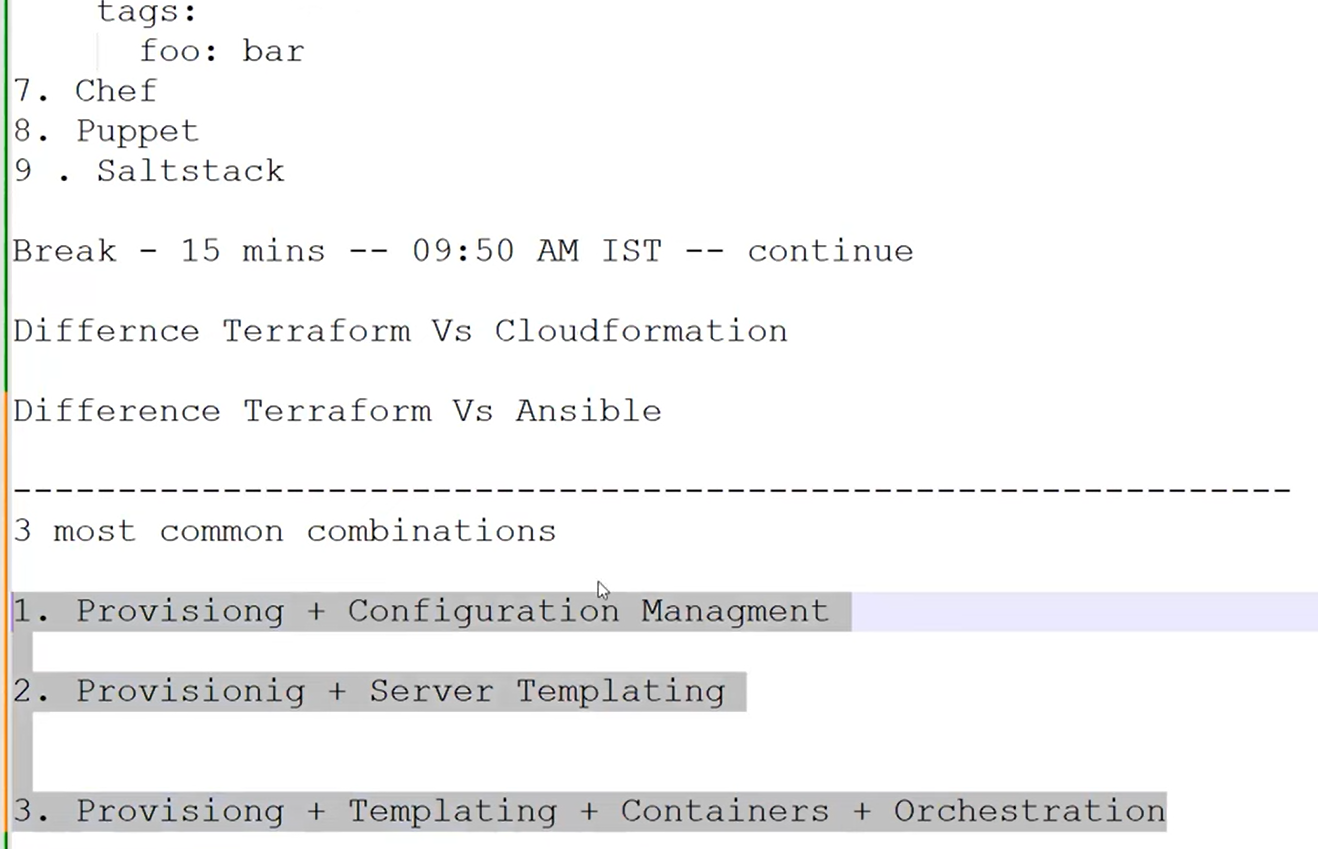 tags:
foo: bar
7. Chef
8. Puppet
9 . Saltstack
Break - 15 mins -- 09:50 AM IST -- continue
Differnce Terraform Vs Cloudformation
Difference Terraform Vs Ansible
-------------------------------------------------------------
3 most common combinations
1. Provisiong + Configuration Managment
2. Provisionig + Server Templating
3. Provisiong + Templating + Containers + Orchestration